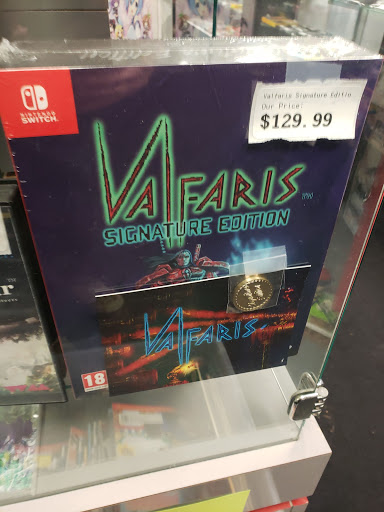 NINTENDO
SWITCH
Valfaris Signature Editio
Our Price:
$129.99
VALFARIS
SIGNATURE EDITION
VALFARIS
18